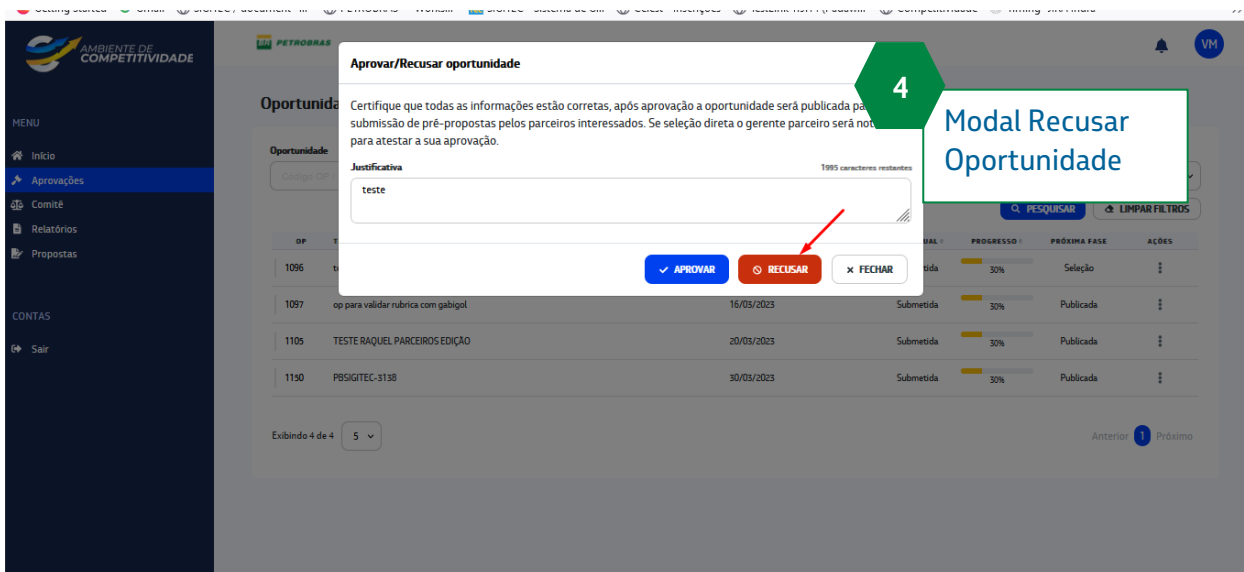 AMBIENTE DE
COMPETITIVIDADE
PETROBRAS
VM
Aprovar/Recusar oportunidade
4
Modal Recusar
Oportunidade
Certifique que todas as informações estão corretas, após aprovação a oportunidade será publicada
submissão de pré-propostas pelos parceiros interessados. Se seleção direta o gerente parceiro será
para atestar a sua aprovação.
Justificativa
1995 caracteres restantes
teste
APROVAR
RECUSAR
× FECHAR
MENU
Início
Aprovações
Comitê
Relatórios
Propostas
CONTAS
Sair
Oportunidade
Código OP /
PESQUISAR
LIMPAR FILTROS
OP
PROGRESSO
PRÓXIMA FASE
AÇÕES
1096
30%
Seleção
1097
op para validar rubrica com gabigol
16/03/2023
Submetida
30%
Publicada
1105
TESTE RAQUEL PARCEIROS EDIÇÃO
20/03/2023
Submetida
30%
Publicada
1150
PBSIGITEC-3138
30/03/2023
Submetida
30%
Publicada
Exibindo 4 de 4
5
Anterior 1 Próximo